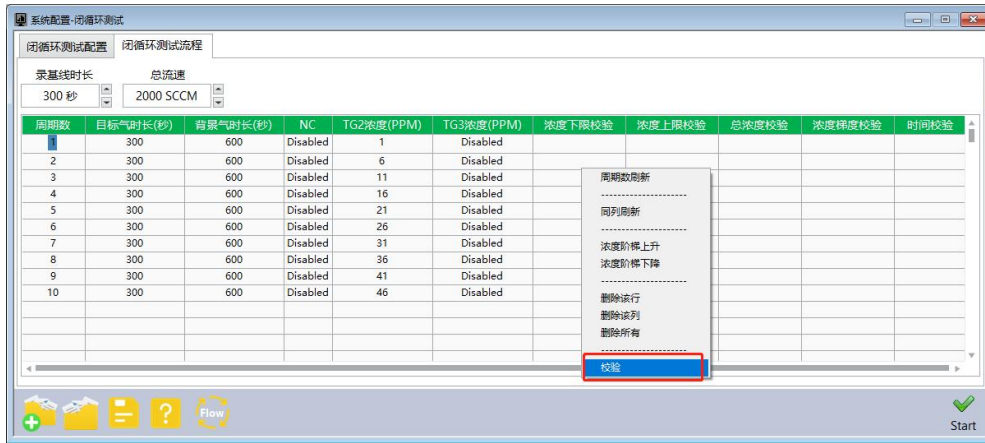 系统配置-闭循环测试
闭循环测试配置 闭循环测试流程
录基线时长 总流速
300 秒 2000 SCCM
周期数 目标气时长(秒) 背景气时长(秒) NC TG2浓度(PPM) TG3浓度(PPM) 浓度下限校验 浓度上限校验 总浓度校验 浓度梯度校验 时间校验
1 300 600 Disabled 1 Disabled
2 300 600 Disabled 6 Disabled
3 300 600 Disabled 11 Disabled
4 300 600 Disabled 16 Disabled
5 300 600 Disabled 21 Disabled
6 300 600 Disabled 26 Disabled
7 300 600 Disabled 31 Disabled
8 300 600 Disabled 36 Disabled
9 300 600 Disabled 41 Disabled
10 300 600 Disabled 46 Disabled
周期数刷新
---------------------
同列刷新
---------------------
浓度阶梯上升
浓度阶梯下降
---------------------
删除该行
删除该列
删除所有
---------------------
校验
? Flow
Start